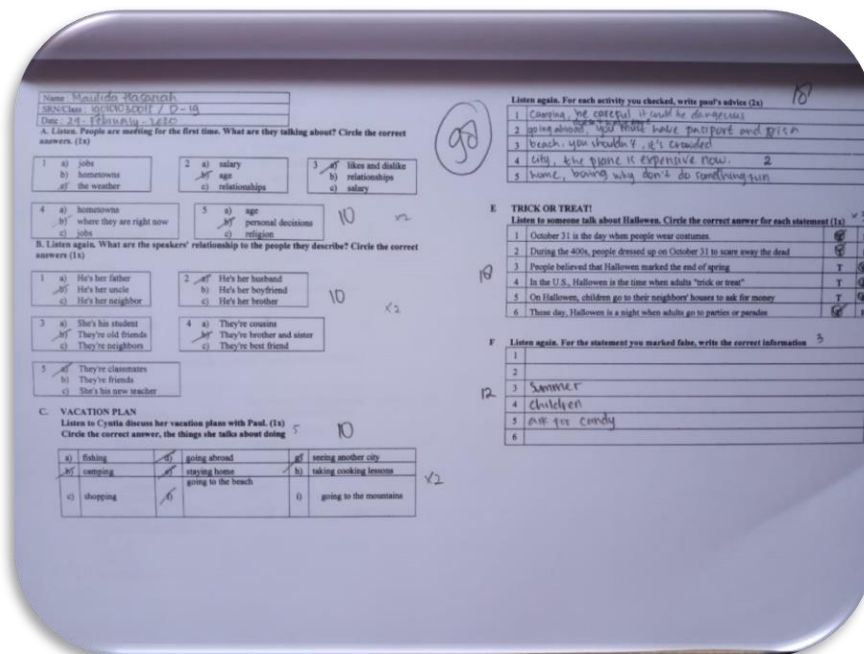 Name : Maulida Hasanah
SRN/Class : / D-19
Date : 29 - February - 2020
A. Listen. People are meeting for the first time. What are they talking about? Circle the correct
answers. (1x)
1 a) jobs
b) hometowns
c) the weather
2 a) salary
b) age
c) relationships
3 a) likes and dislike
b) relationships
c) salary
4 a) hometowns
b) where they are right now
c) jobs
5 a) age
b) personal decisions
c) religion
10
x2
B. Listen again. What are the speakers' relationship to the people they describe? Circle the correct
answers (1x)
1 a) He's her father
b) He's her uncle
c) He's her neighbor
2 a) He's her husband
b) He's her boyfriend
c) He's her brother
10
x2
3 a) She's his student
b) They're old friends
c) They're neighbors
4 a) They're cousins
b) They're brother and sister
c) They're best friend
5 a) They're classmates
b) They're friends
c) She's his new teacher
C. VACATION PLAN
Listen to Cyntia discuss her vacation plans with Paul. (1x)
Circle the correct answer, the things she talks about doing 5 10
a) fishing d) going abroad g) seeing another city
b) camping e) staying home h) taking cooking lessons
c) shopping f) going to the beach i) going to the mountains
x2
98
Listen again. For each activity you checked, write paul's advice (2x) 18
1 Camping, be careful it would be dangerous
2 going abroad, you must have pasport and
3 beach, you shouldn't, it's crowded
4 city, the plane is expensive now. 2
5 home, boring why don't do something fun
E TRICK OR TREAT!
Listen to someone talk about Hallowen. Circle the correct answer for each statement (1x)
1 October 31 is the day when people wear costumes.
2 During the 400s, people dressed up on October 31 to scare away the dead
3 People believed that Hallowen marked the end of spring T
4 In the U.S., Hallowen is the time when adults "trick or treat" T
5 On Hallowen, children go to their neighbors' houses to ask for money T
6 These day, Hallowen is a night when adults go to parties or parades
18
F Listen again. For the statement you marked false, write the correct information 3
1
2
3 Summer
4 Children
5 ask for candy
6
12